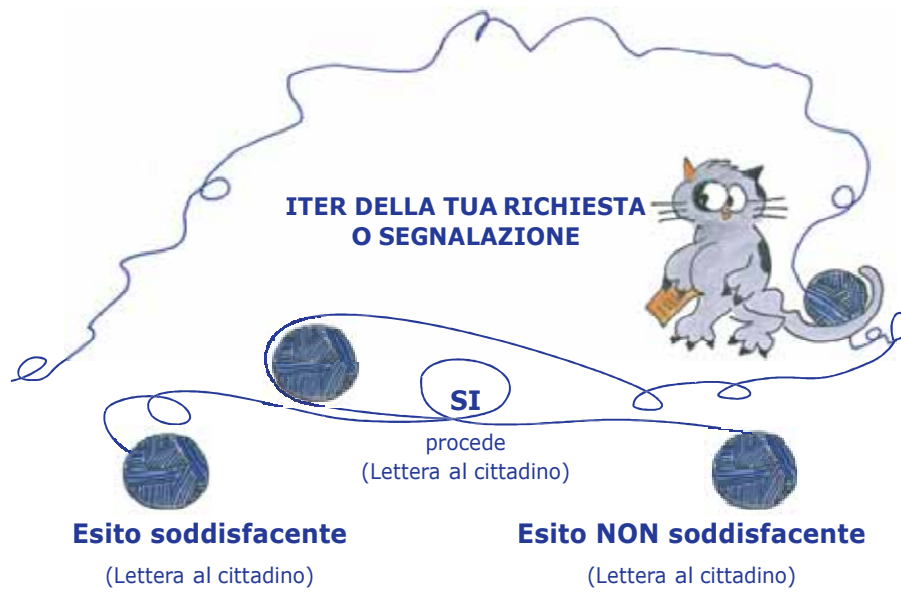 ITER DELLA TUA RICHIESTA
O SEGNALAZIONE
SI
procede
(Lettera al cittadino)
Esito soddisfacente
(Lettera al cittadino)
Esito NON soddisfacente
(Lettera al cittadino)